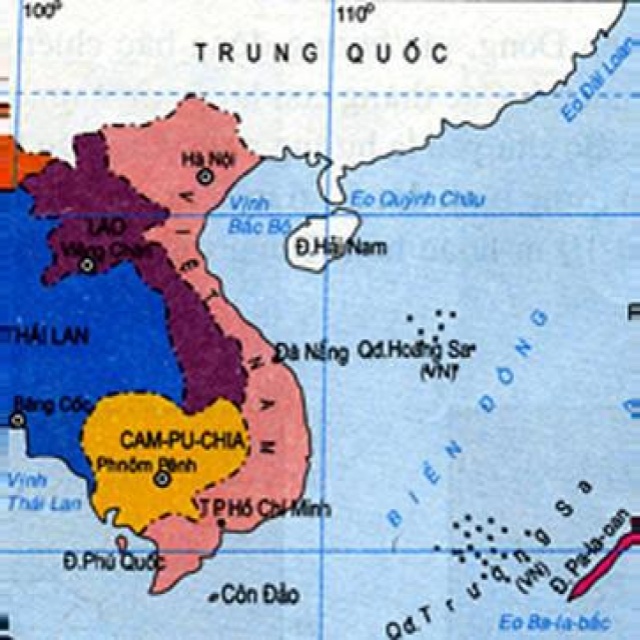 100°
110°
TRUNG QUỐC
Eo Đài Loan
Hà Nội
VIỆT NAM
Vịnh
Bắc Bộ
Eo Quỳnh Châu
LÀO
Viêng Chăn
Đ.Hải Nam
THÁI LAN
Đà Nẵng
Qđ.Hoàng Sa
(VN)
BIỂN ĐÔNG
Băng Cốc
CAM-PU-CHIA
Phnôm Pênh
Vịnh
Thái Lan
TP Hồ Chí Minh
Đ.Phú Quốc
Côn Đảo
Qđ.Trường Sa
(VN)
Đ. Pa-la-oan
Eo Ba-la-bắc